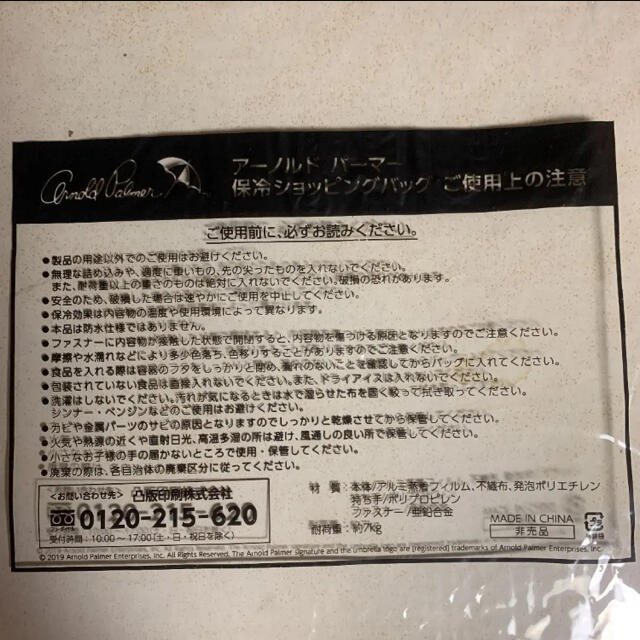 Arnold Palmer
アーノルド パーマー
保冷ショッピングバッグ ご使用上の注意
ご使用前に、必ずお読みください。
●製品の用途以外でのご使用はお避けください。
●無理な詰め込みや、過度に重いもの、先の尖ったものを入れないでください。
また、耐荷重以上の重さのものは絶対に入れないでください。破損の恐れがあります。
●安全のため、破損した場合は速やかにご使用を中止してください。
●保冷効果は内容物の温度や使用環境によって異なります。
●本品は防水仕様ではありません。
●ファスナーに内容物が接触した状態で開閉すると、内容物を傷つける原因となりますのでご注意ください。
●摩擦や水濡れなどにより多少色落ち、色移りすることがありますのでご注意ください。
●食品を入れる際は容器のフタをしっかりと閉め、漏れのないことを確認してからバッグに入れてください。
●包装されていない食品は直接入れないでください。また、ドライアイスは入れないでください。
●洗濯はしないでください。汚れが気になるときは水で湿らせた布を固く絞って拭き取ってください。
シンナー・ベンジンなどのご使用はお避けください。
●カビや金属パーツのサビの原因となりますのでしっかりと乾燥させてから保管してください。
●火気や熱源の近くや直射日光、高温多湿の所は避け、風通しの良い所で保管してください。
●小さなお子様の手の届かないところで使用・保管してください。
●廃棄の際は、各自治体の廃棄区分に従ってください。
<お問い合わせ先> 凸版印刷株式会社
0120-215-620
受付時間:10:00～17:00(土・日・祝日を除く)
材 質:本体/アルミ蒸着フィルム、不織布、発泡ポリエチレン
持ち手/ポリプロピレン
ファスナー/亜鉛合金
耐荷重:約7kg
MADE IN CHINA
非売品
© 2019 Arnold Palmer Enterprises, Inc. All Rights Reserved. The Arnold Palmer signature and the umbrella logo are [registered] trademarks of Arnold Palmer Enterprises, Inc.